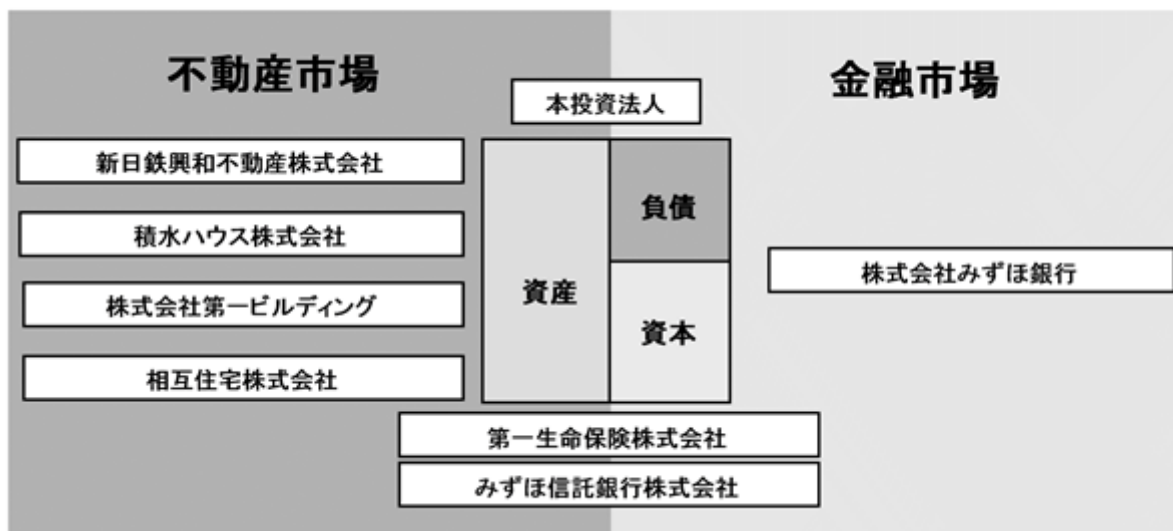 不動産市場
金融市場
本投資法人
新日鉄興和不動産株式会社
積水ハウス株式会社
株式会社第一ビルディング
相互住宅株式会社
資産
負債
資本
株式会社みずほ銀行
第一生命保険株式会社
みずほ信託銀行株式会社